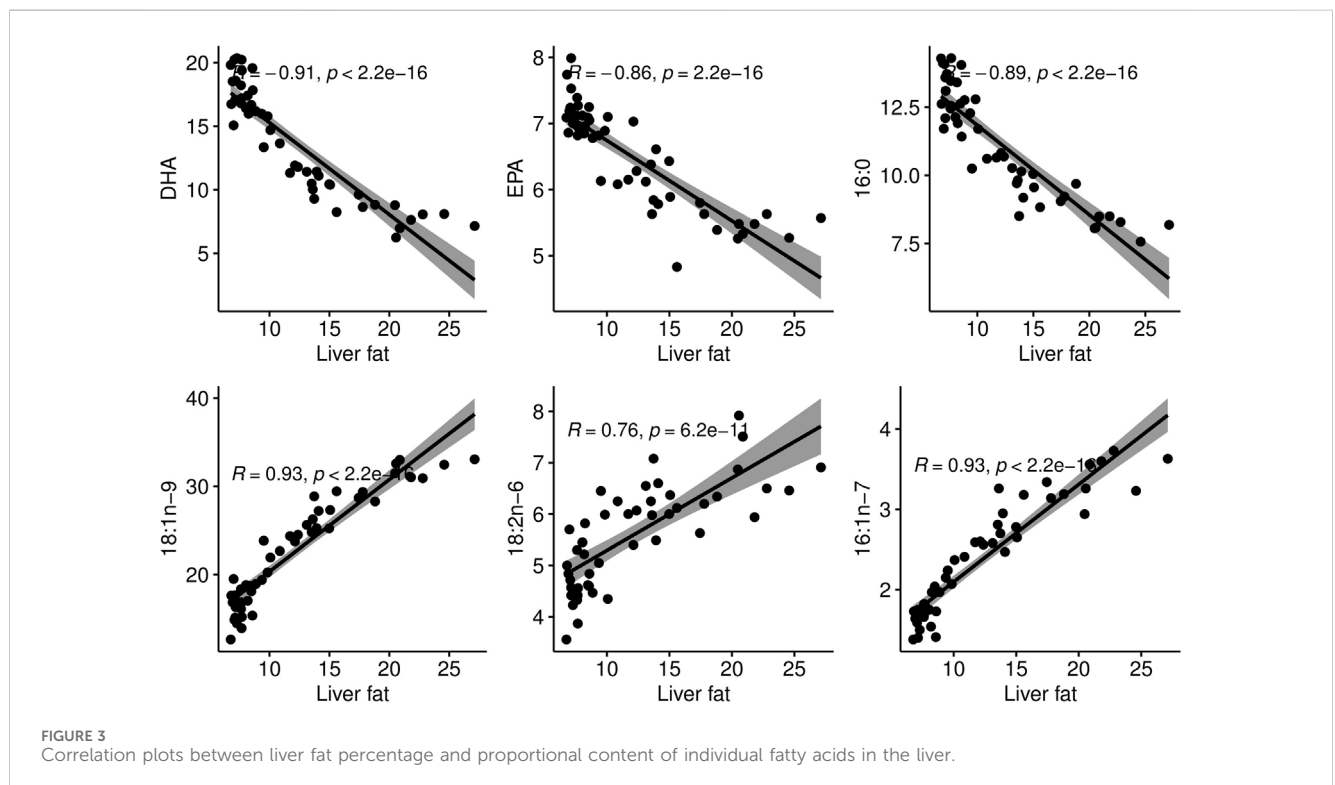 R = −0.91, p < 2.2e−16
DHA
20
15
10
5
10 15 20 25
Liver fat
R = −0.86, p = 2.2e−16
EPA
8
7
6
5
10 15 20 25
Liver fat
R = −0.89, p < 2.2e−16
16:0
12.5
10.0
7.5
10 15 20 25
Liver fat
R = 0.93, p < 2.2e−16
18:1n−9
40
30
20
10 15 20 25
Liver fat
R = 0.76, p = 6.2e−11
18:2n−6
8
7
6
5
4
10 15 20 25
Liver fat
R = 0.93, p < 2.2e−16
16:1n−7
4
3
2
10 15 20 25
Liver fat
FIGURE 3
Correlation plots between liver fat percentage and proportional content of individual fatty acids in the liver.